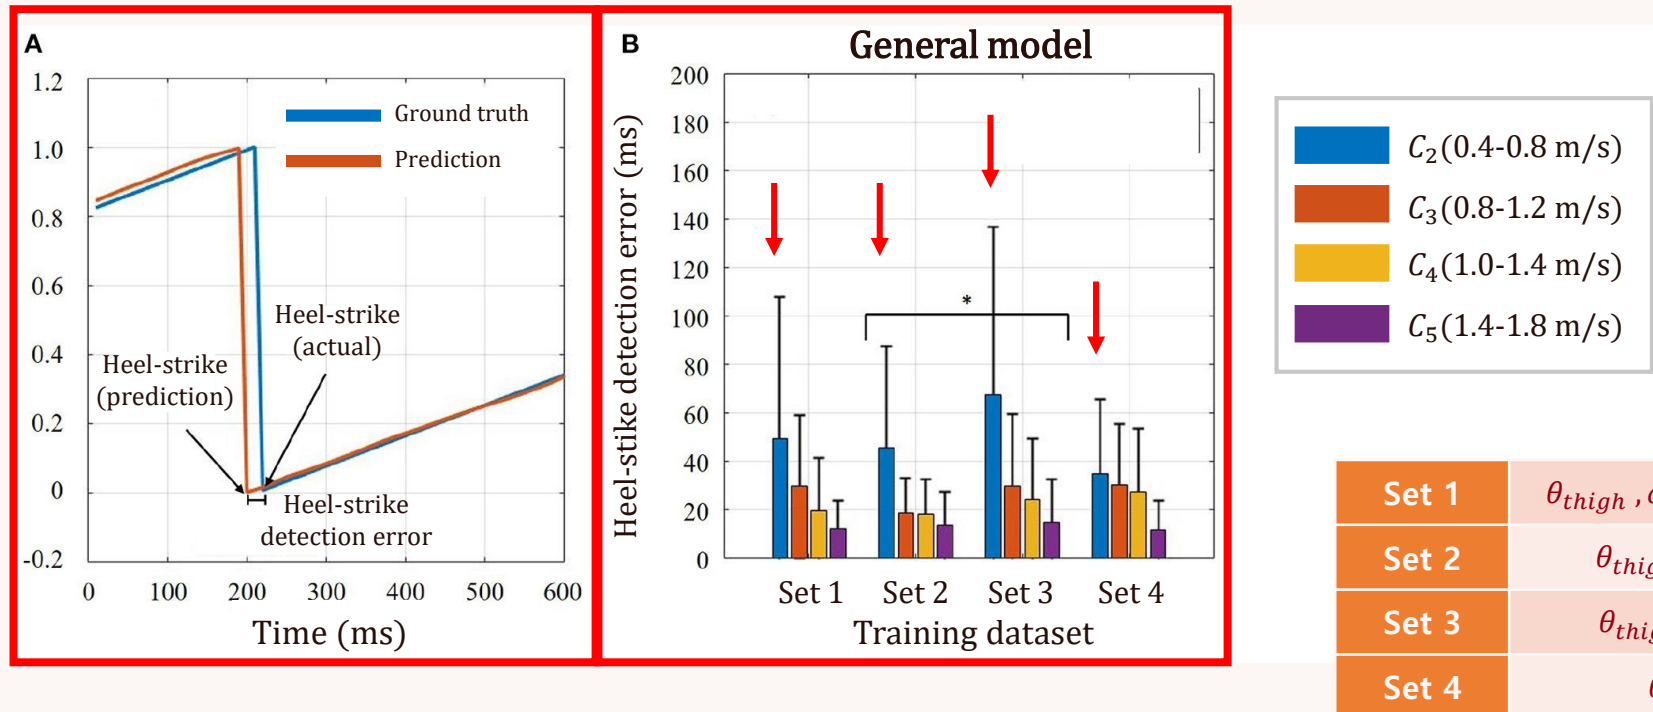 A
1.2
1.0
0.8
0.6
0.4
0.2
0
-0.2
0 100 200 300 400 500 600
Time (ms)
Ground truth
Prediction
Heel-strike
(actual)
Heel-strike
(prediction)
Heel-strike
detection error
B
General model
200
180
160
140
120
100
80
60
40
20
0
Heel-stike detection error (ms)
*
Set 1 Set 2 Set 3 Set 4
Training dataset
C₂(0.4-0.8 m/s)
C₃(0.8-1.2 m/s)
C₄(1.0-1.4 m/s)
C₅(1.4-1.8 m/s)
Set 1 θ_thigh ,
Set 2 θ_thig
Set 3 θ_thig
Set 4